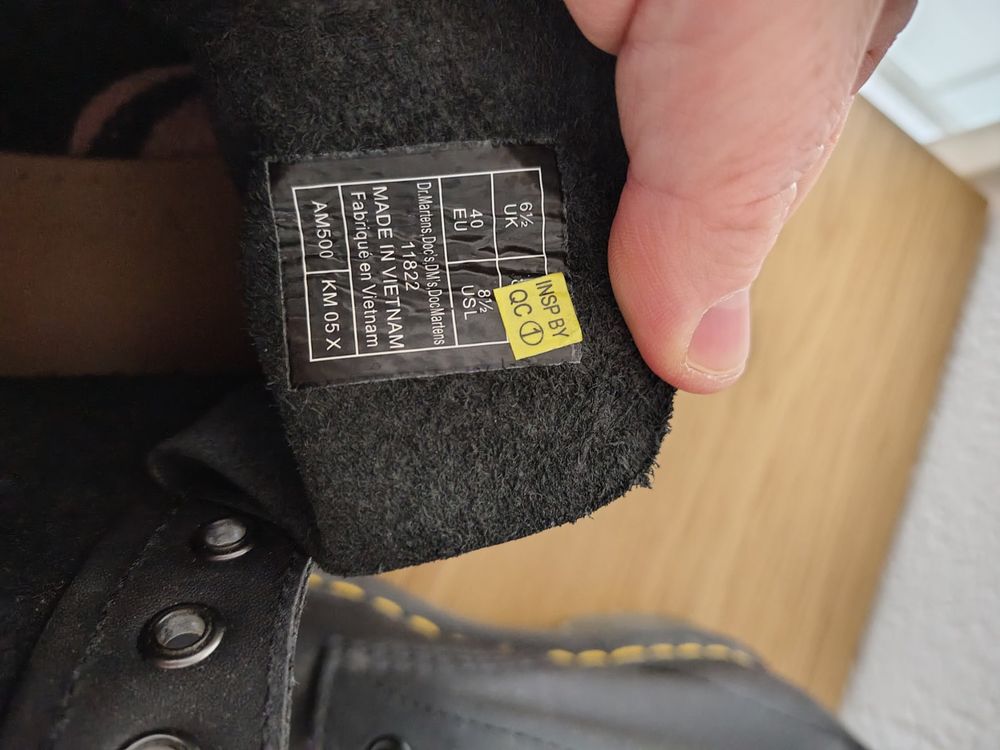 6½
UK
40
EU
8½
USL
INSP BY
QC ①
Dr.Martens,Doc's,DM's,DocMartens
11822
MADE IN VIETNAM
Fabriqué en Vietnam
AM500
KM 05 X